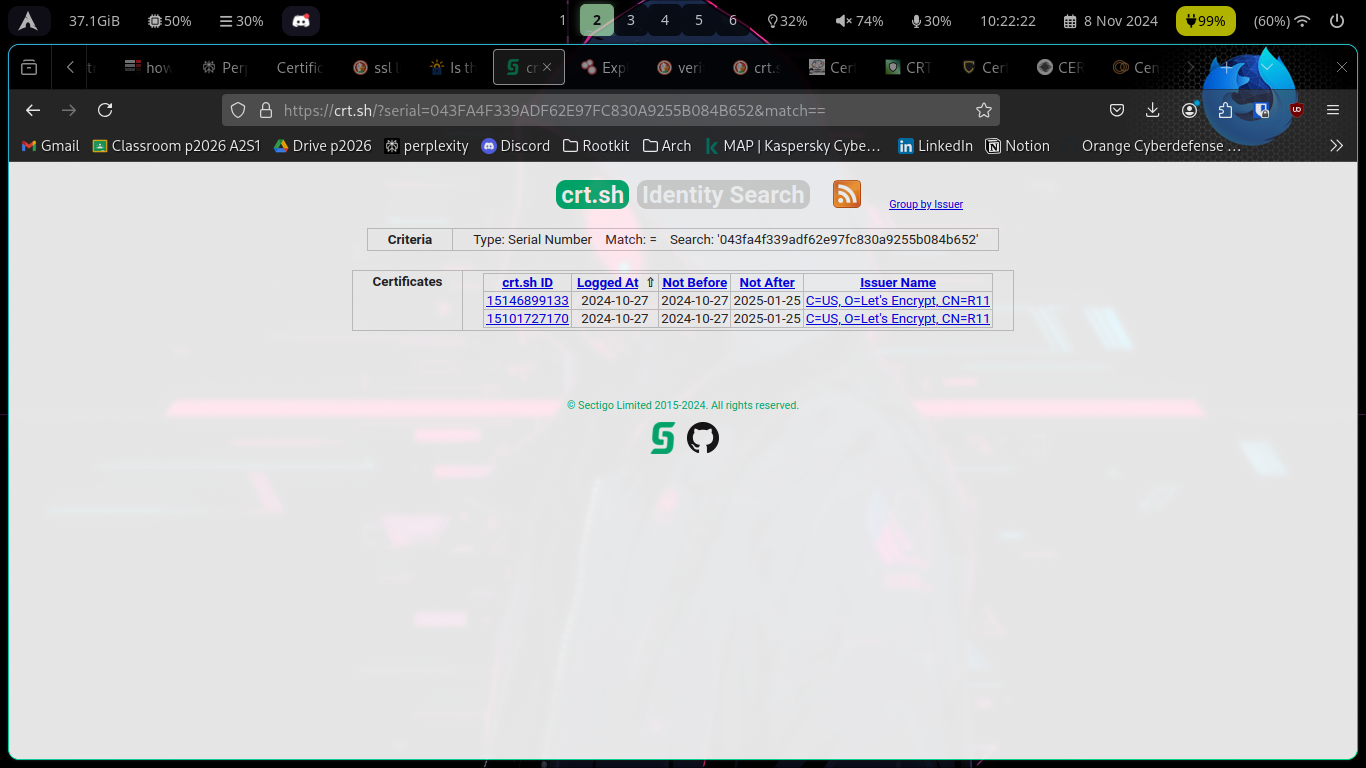 37.1GiB 50% 30% 1 2 3 4 5 6 32% 74% 30% 10:22:22 8 Nov 2024 99% (60%)
how Per Certific ssl Is th cr Exp veri crt.s Cert CRT Cert CER Cen
https://crt.sh/?serial=043FA4F339ADF62E97FC830A9255B084B652&match==
Gmail Classroom p2026 A2S1 Drive p2026 perplexity Discord Rootkit Arch MAP | Kaspersky Cybe… LinkedIn Notion Orange Cyberdefense …
crt.sh Identity Search Group by Issuer
Criteria Type: Serial Number Match: = Search: '043fa4f339adf62e97fc830a9255b084b652'
Certificates crt.sh ID Logged At ⇧ Not Before Not After Issuer Name
15146899133 2024-10-27 2024-10-27 2025-01-25 C=US, O=Let's Encrypt, CN=R11
15101727170 2024-10-27 2024-10-27 2025-01-25 C=US, O=Let's Encrypt, CN=R11
© Sectigo Limited 2015-2024. All rights reserved.